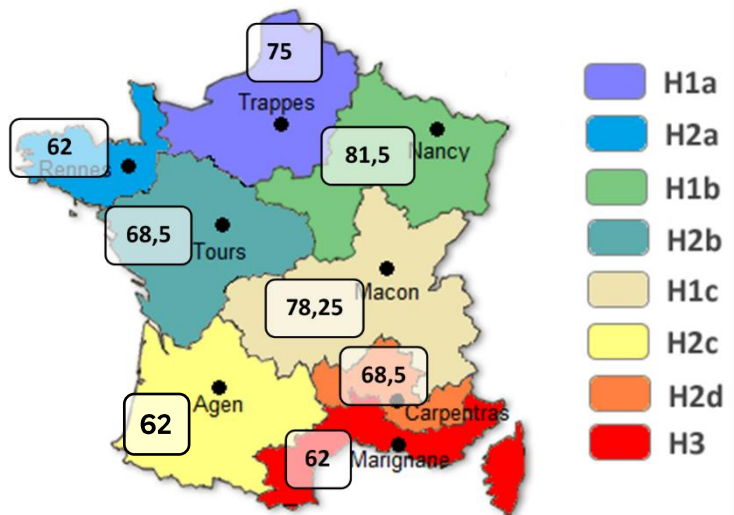 75
Trappes
62
Rennes
81,5
Nancy
68,5
Tours
78,25
Macon
68,5
Carpentras
62
Agen
62
Marignane
H1a
H2a
H1b
H2b
H1c
H2c
H2d
H3